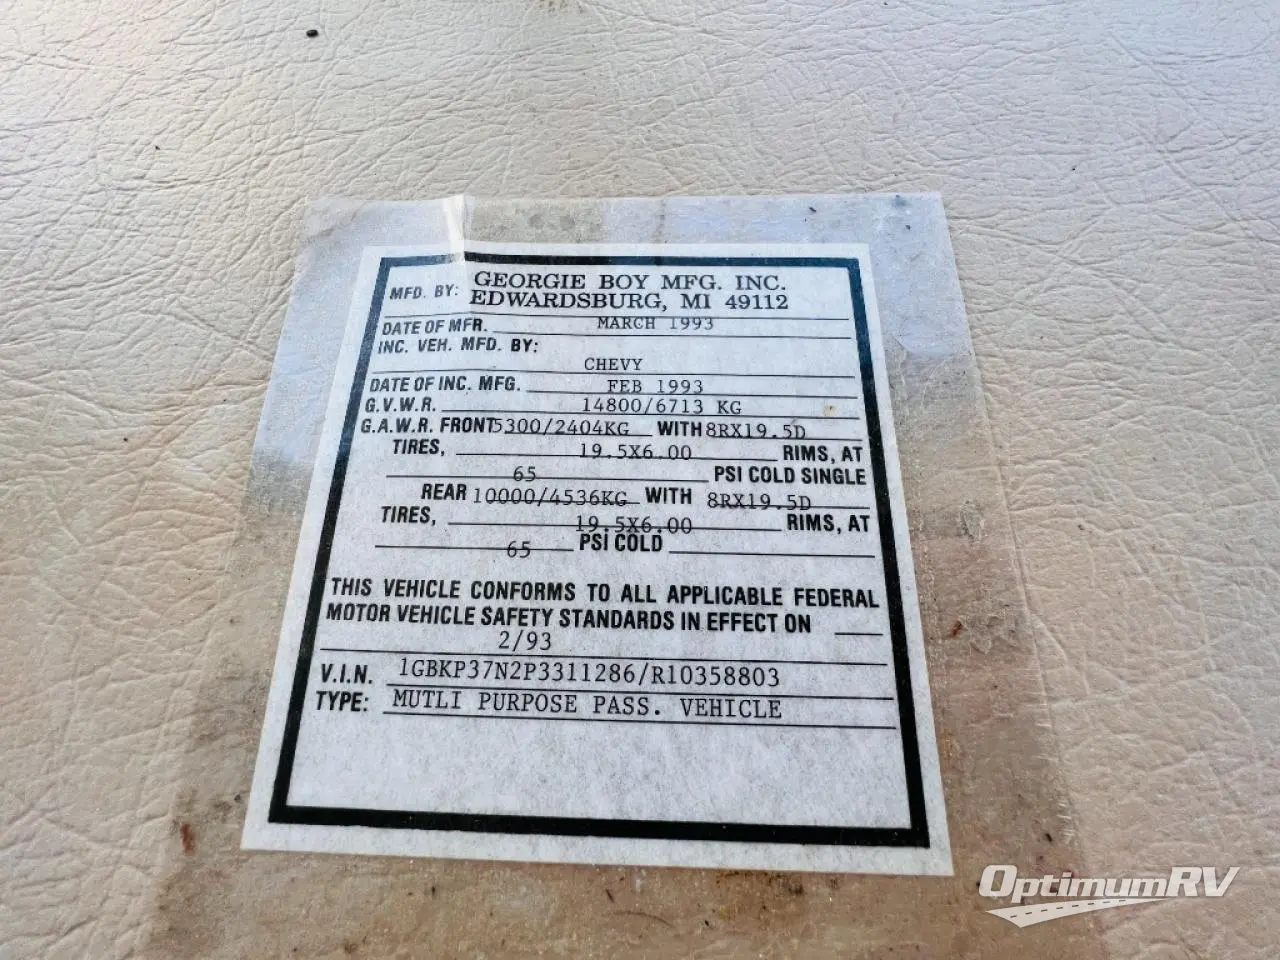 MFD. BY: GEORGIE BOY MFG. INC.
EDWARDSBURG, MI 49112
DATE OF MFR. MARCH 1993
INC. VEH. MFD. BY:
CHEVY
DATE OF INC. MFG. FEB 1993
G.V.W.R. 14800/6713 KG
G.A.W.R. FRONT 5300/2404KG WITH 8RX19.5D
TIRES, 19.5X6.00 RIMS, AT
65 PSI COLD SINGLE
REAR 10000/4536KG WITH 8RX19.5D
TIRES, 19.5X6.00 RIMS, AT
65 PSI COLD
THIS VEHICLE CONFORMS TO ALL APPLICABLE FEDERAL
MOTOR VEHICLE SAFETY STANDARDS IN EFFECT ON
2/93
V.I.N. 1GBKP37N2P3311286/R10358803
TYPE: MUTLI PURPOSE PASS. VEHICLE
OptimumRV